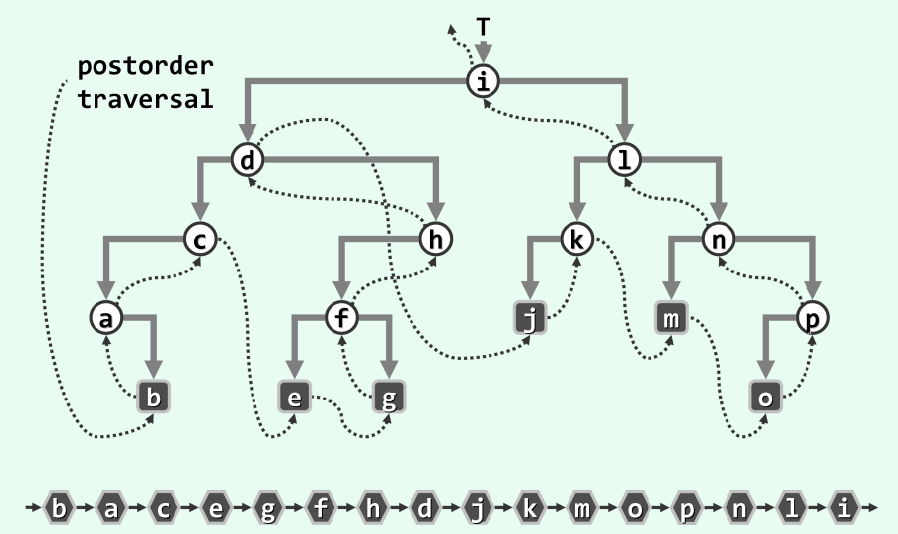 T
postorder
traversal
i
d l
c h k n
a f j m p
b e g o
b a c e g f h d j k m o p n l i